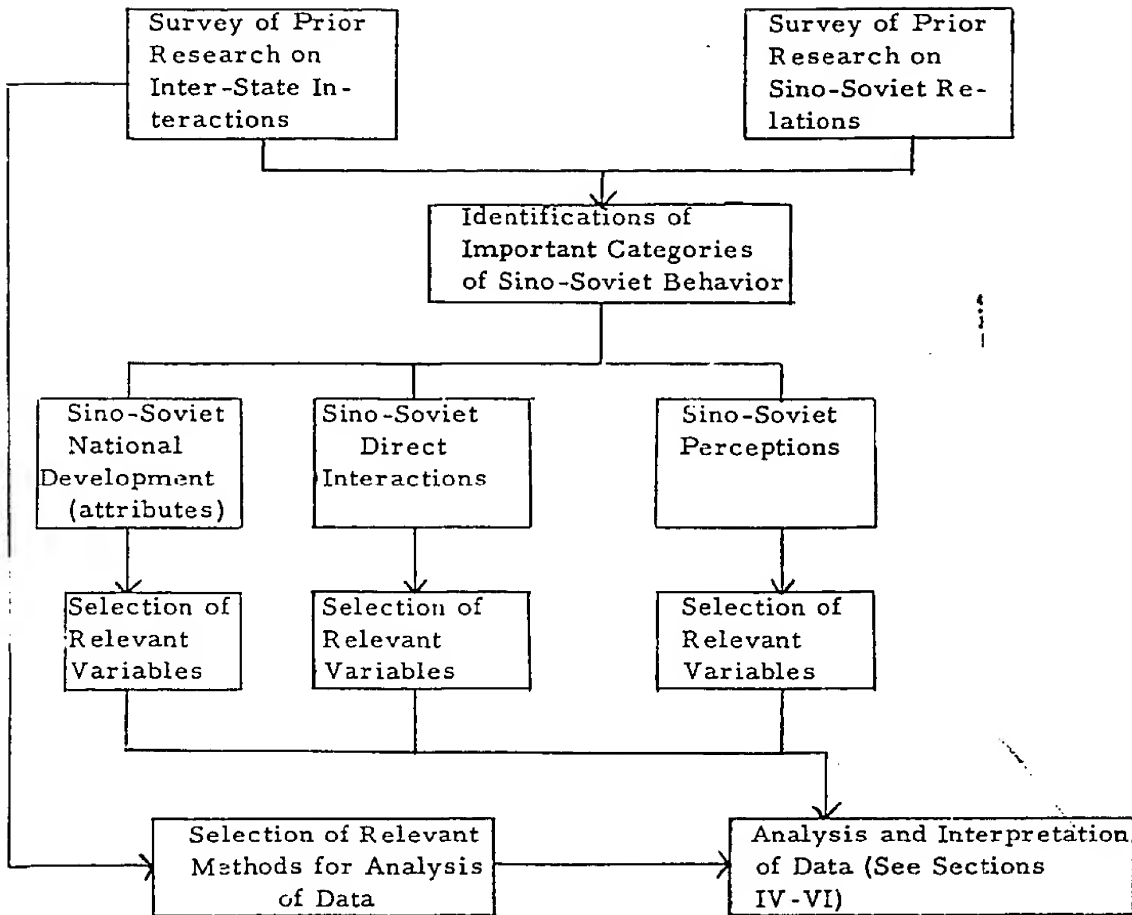 Survey of Prior
Research on
Inter-State In-
teractions
Survey of Prior
Research on
Sino-Soviet Re-
lations
Identifications of
Important Categories
of Sino-Soviet Behavior
Sino-Soviet
National
Development
(attributes)
Sino-Soviet
Direct
Interactions
Sino-Soviet
Perceptions
Selection of
Relevant
Variables
Selection of
Relevant
Variables
Selection of
Relevant
Variables
Selection of Relevant
Methods for Analysis
of Data
Analysis and Interpretation
of Data (See Sections
IV-VI)